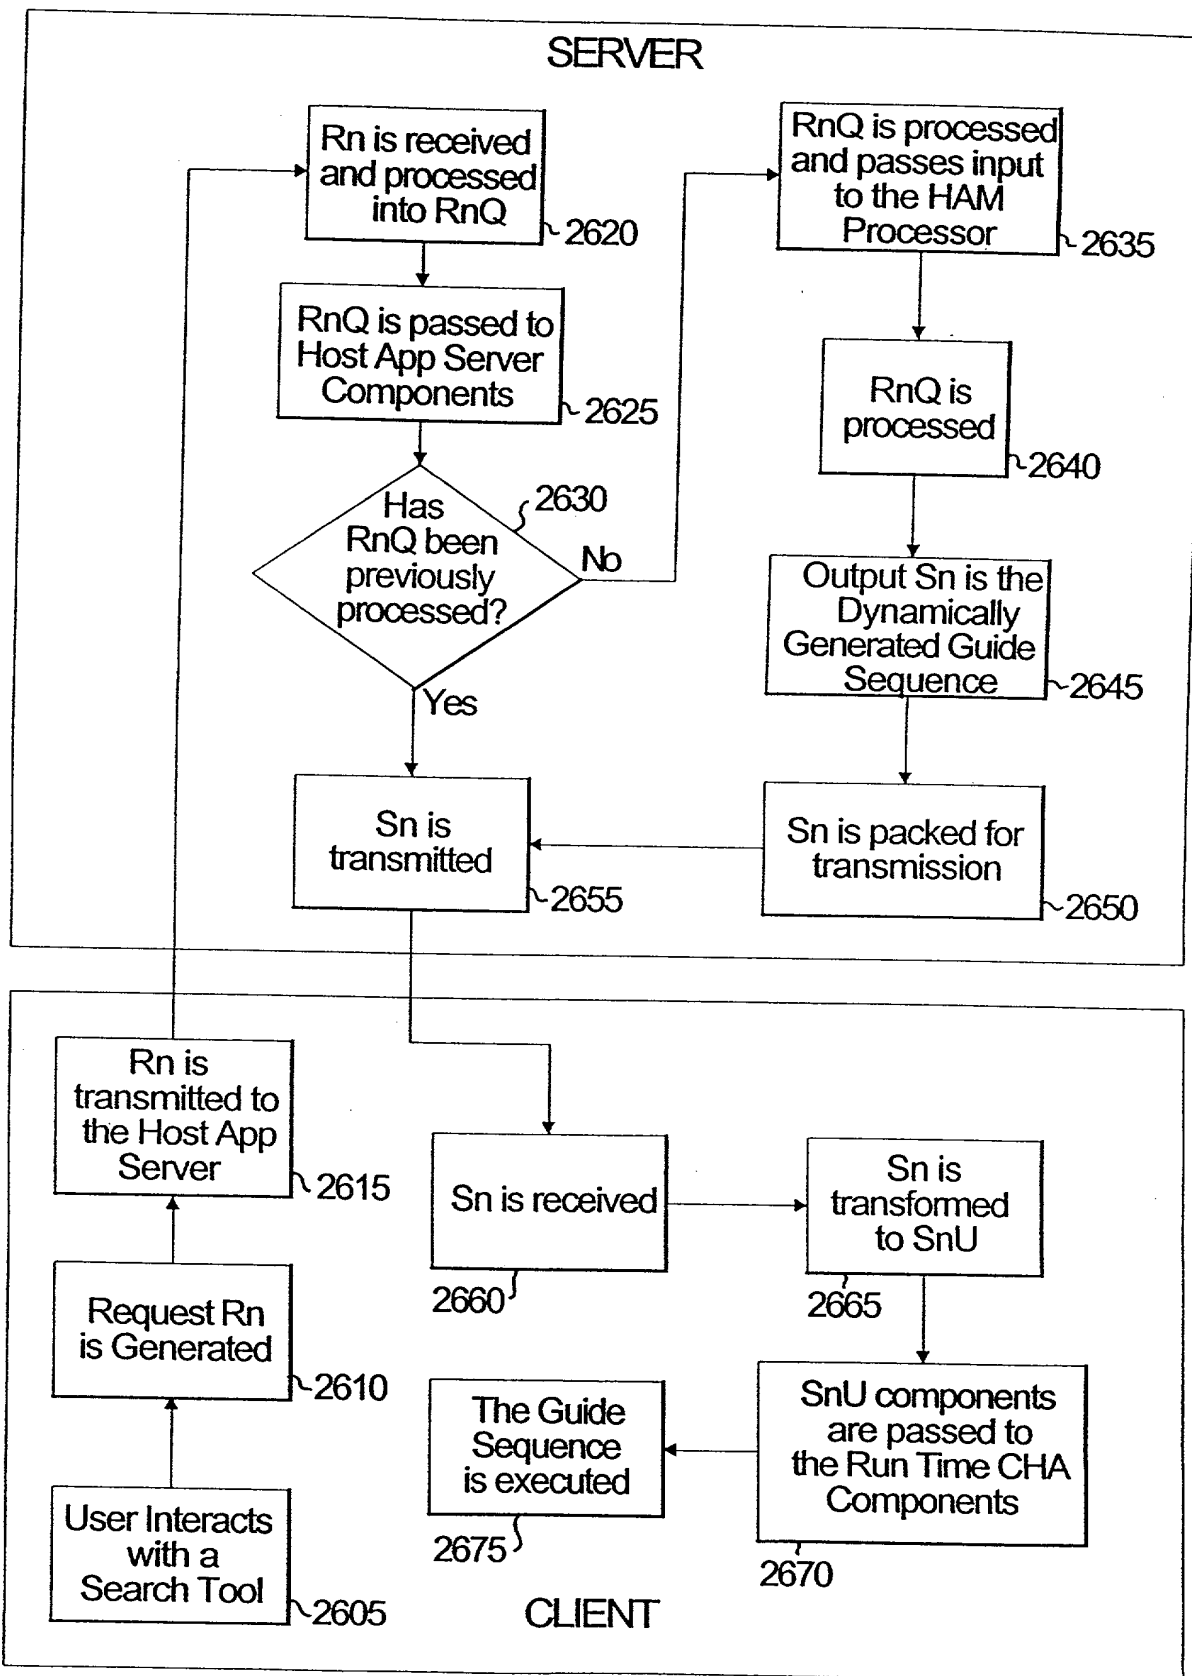 SERVER
Rn is received
and processed
into RnQ
2620
RnQ is passed to
Host App Server
Components
2625
Has
RnQ been
previously
processed?
2630
No
Yes
RnQ is processed
and passes input
to the HAM
Processor
2635
RnQ is
processed
2640
Output Sn is the
Dynamically
Generated Guide
Sequence
2645
Sn is packed for
transmission
2650
Sn is
transmitted
2655
Rn is
transmitted to
the Host App
Server
2615
Request Rn
is Generated
2610
User Interacts
with a
Search Tool
2605
Sn is received
2660
Sn is
transformed
to SnU
2665
SnU components
are passed to
the Run Time CHA
Components
2670
The Guide
Sequence
is executed
2675
CLIENT